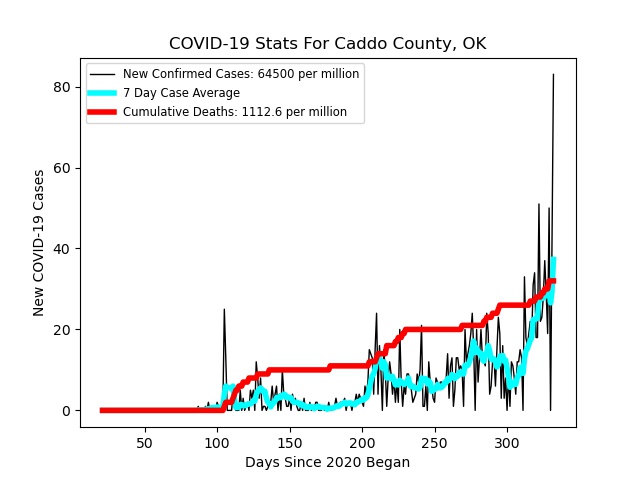 COVID-19 Stats For Caddo County, OK
New Confirmed Cases: 64500 per million
7 Day Case Average
Cumulative Deaths: 1112.6 per million
New COVID-19 Cases
80
60
40
20
0
50
100
150
200
250
300
Days Since 2020 Began